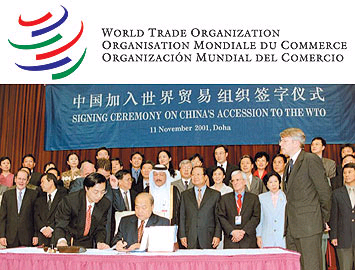 WORLD TRADE ORGANIZATION
ORGANISATION MONDIALE DU COMMERCE
ORGANIZACIÓN MUNDIAL DEL COMERCIO
中国加入世界贸易组织签字仪式
SIGNING CEREMONY ON CHINA'S ACCESSION TO THE WTO
11 November 2001, Doha